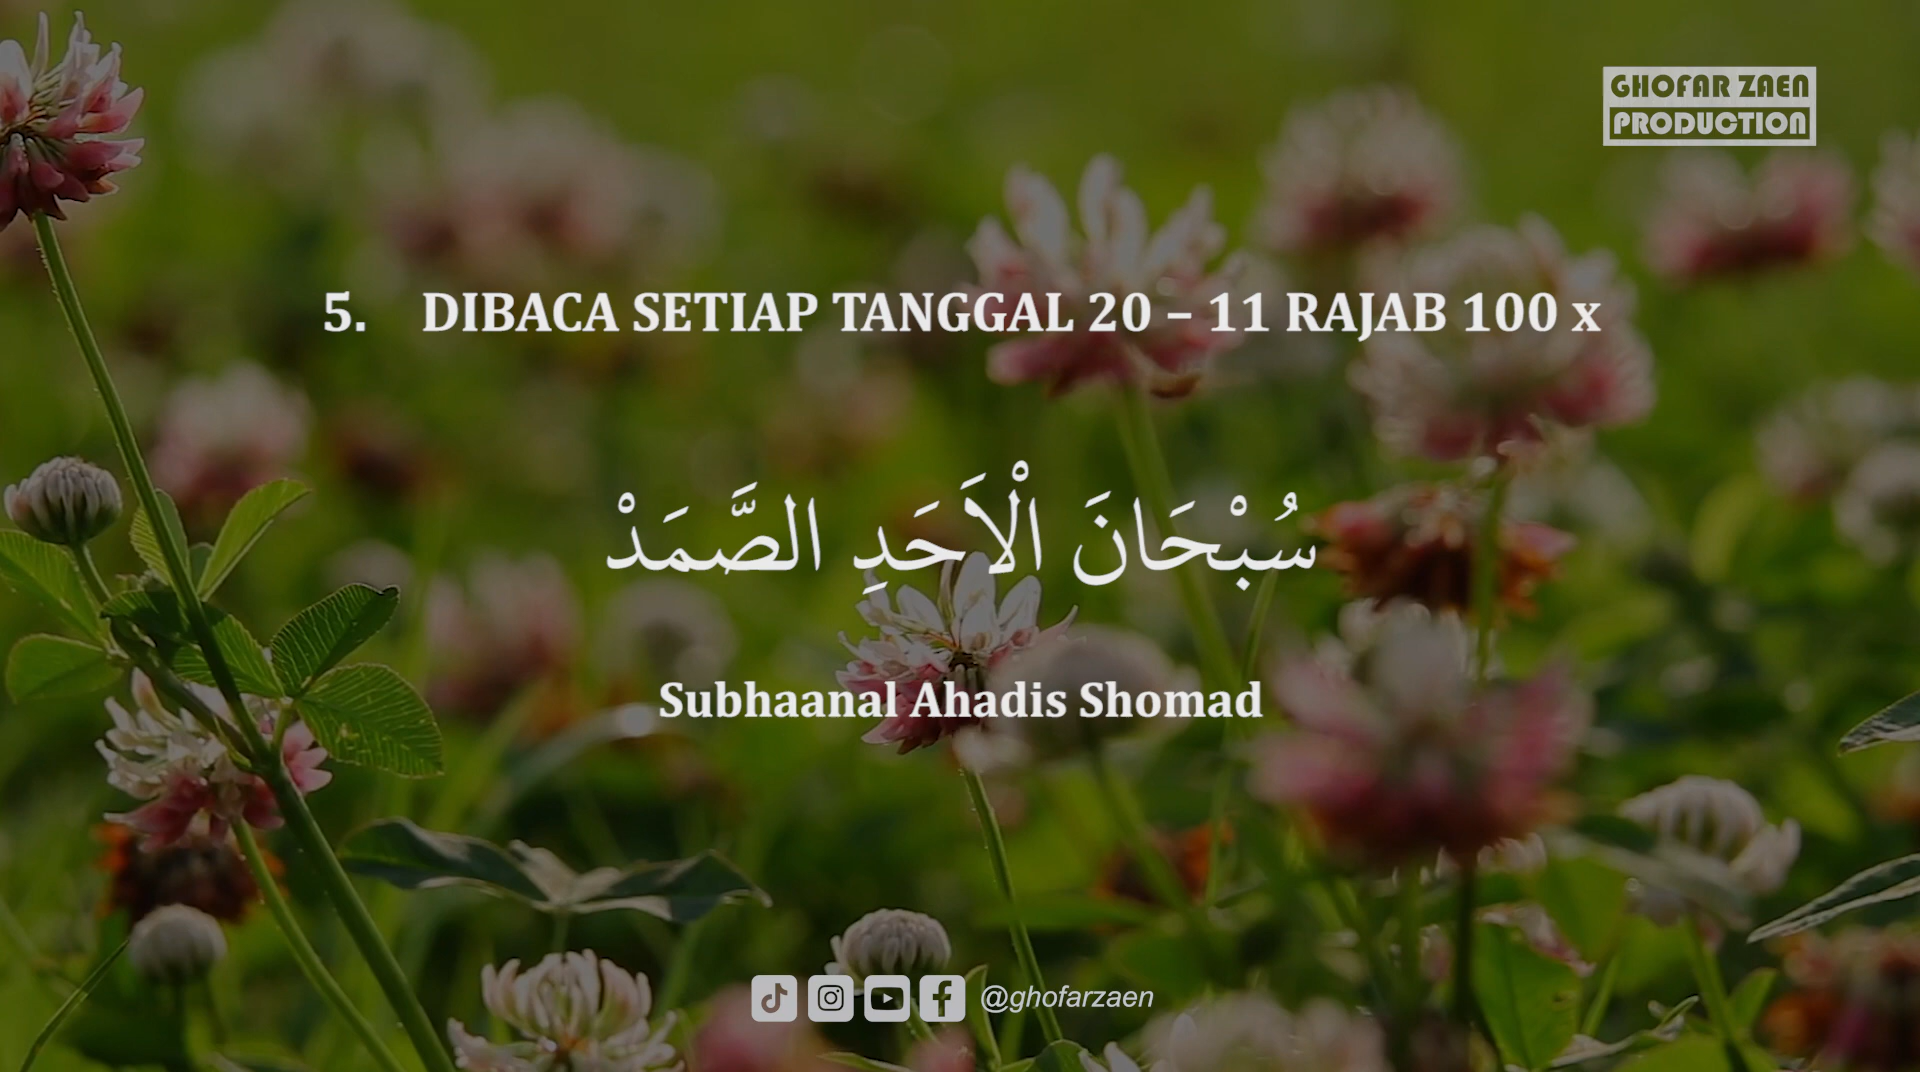 GHOFAR ZAEN
PRODUCTION
5. DIBACA SETIAP TANGGAL 20 – 11 RAJAB 100 x
سُبْحَانَ الْاَحَدِ الصَّمَدْ
Subhaanal Ahadis Shomad
@ghofarzaen